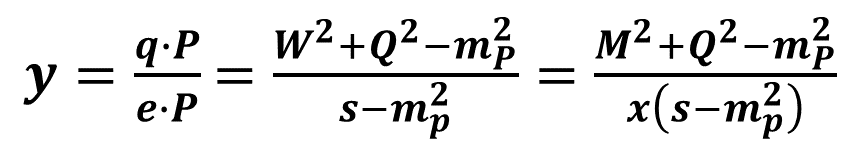 y = q·P / e·P = W²+Q²−m_P² / s−m_p² = M²+Q²−m_P² / x(s−m_p²)